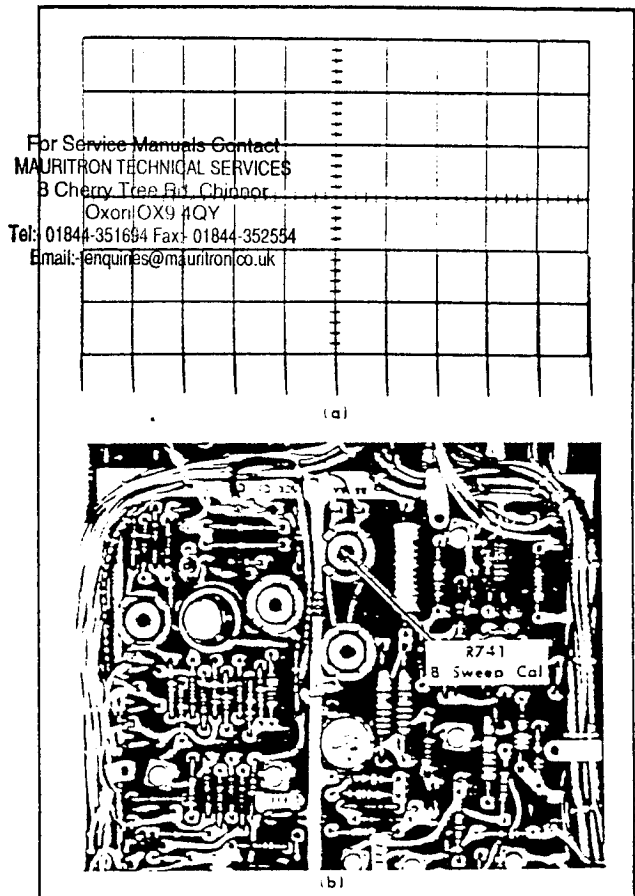 For Service Manuals Contact
MAURITRON TECHNICAL SERVICES
8 Cherry Tree Rd, Chinnor
Oxon OX9 4QY
Tel:- 01844-351694 Fax:- 01844-352554
Email:- enquiries@mauritron.co.uk
(a)
R741
B Sweep Cal
(b)